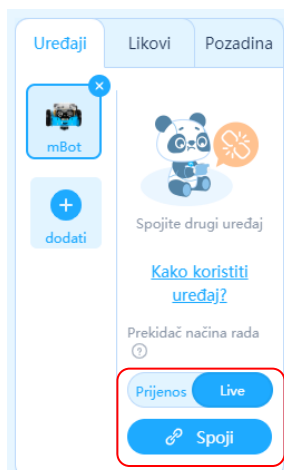 Uređaji Likovi Pozadina
mBot
dodati
Spojite drugi uređaj
Kako koristiti
uređaj?
Prekidač načina rada
?
Prijenos Live
Spoji